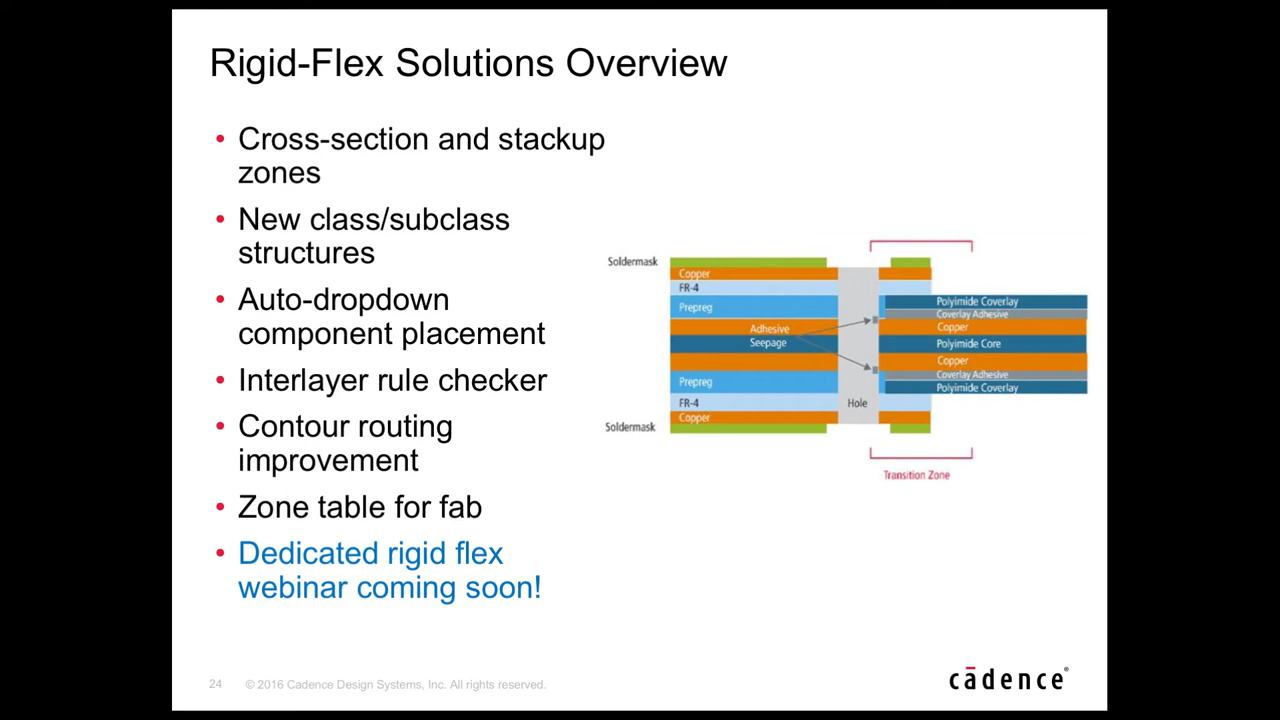 Rigid-Flex Solutions Overview
• Cross-section and stackup
zones
• New class/subclass
structures
• Auto-dropdown
component placement
• Interlayer rule checker
• Contour routing
improvement
• Zone table for fab
• Dedicated rigid flex
webinar coming soon!
Soldermask
Copper
FR-4
Prepreg
Adhesive
Seepage
Prepreg
FR-4
Copper
Soldermask
Hole
Polyimide Coverlay
Coverlay Adhesive
Copper
Polyimide Core
Copper
Coverlay Adhesive
Polyimide Coverlay
Transition Zone
24 © 2016 Cadence Design Systems, Inc. All rights reserved.
cādence®